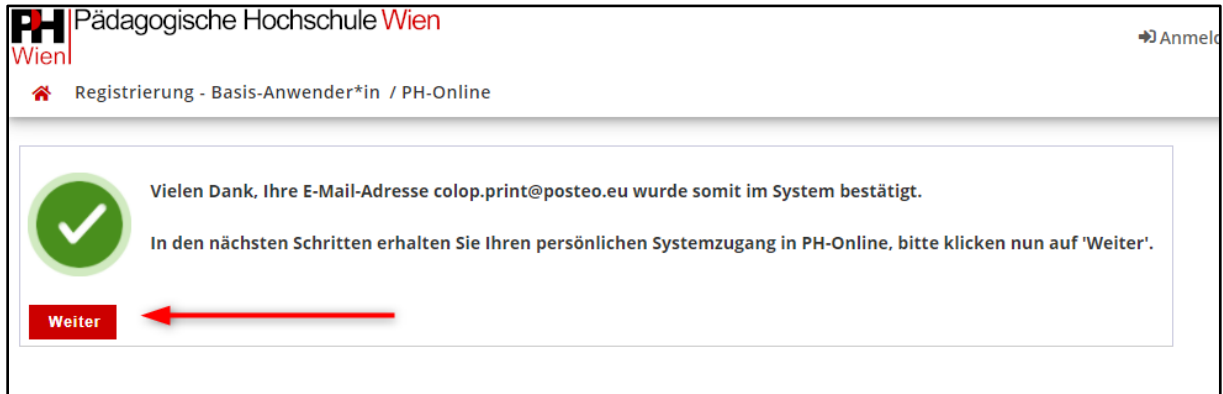 PH Wien
Pädagogische Hochschule Wien
Anmeld
Registrierung - Basis-Anwender*in / PH-Online
Vielen Dank, Ihre E-Mail-Adresse colop.print@posteo.eu wurde somit im System bestätigt.
In den nächsten Schritten erhalten Sie Ihren persönlichen Systemzugang in PH-Online, bitte klicken nun auf 'Weiter'.
Weiter